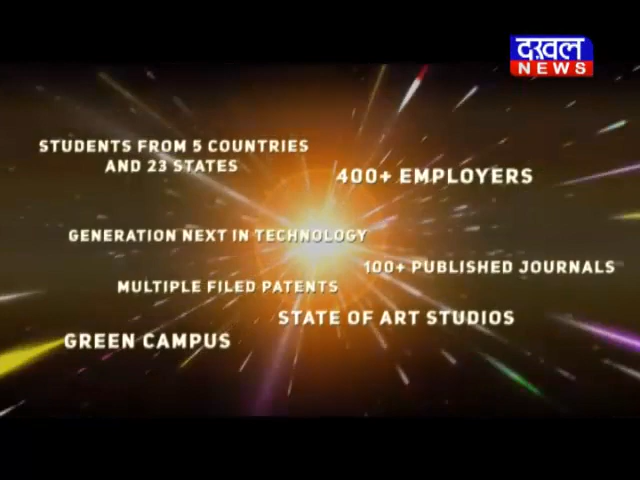 दख़ल
NEWS
STUDENTS FROM 5 COUNTRIES
AND 23 STATES
400+ EMPLOYERS
GENERATION NEXT IN TECHNOLOGY
100+ PUBLISHED JOURNALS
MULTIPLE FILED PATENTS
STATE OF ART STUDIOS
GREEN CAMPUS